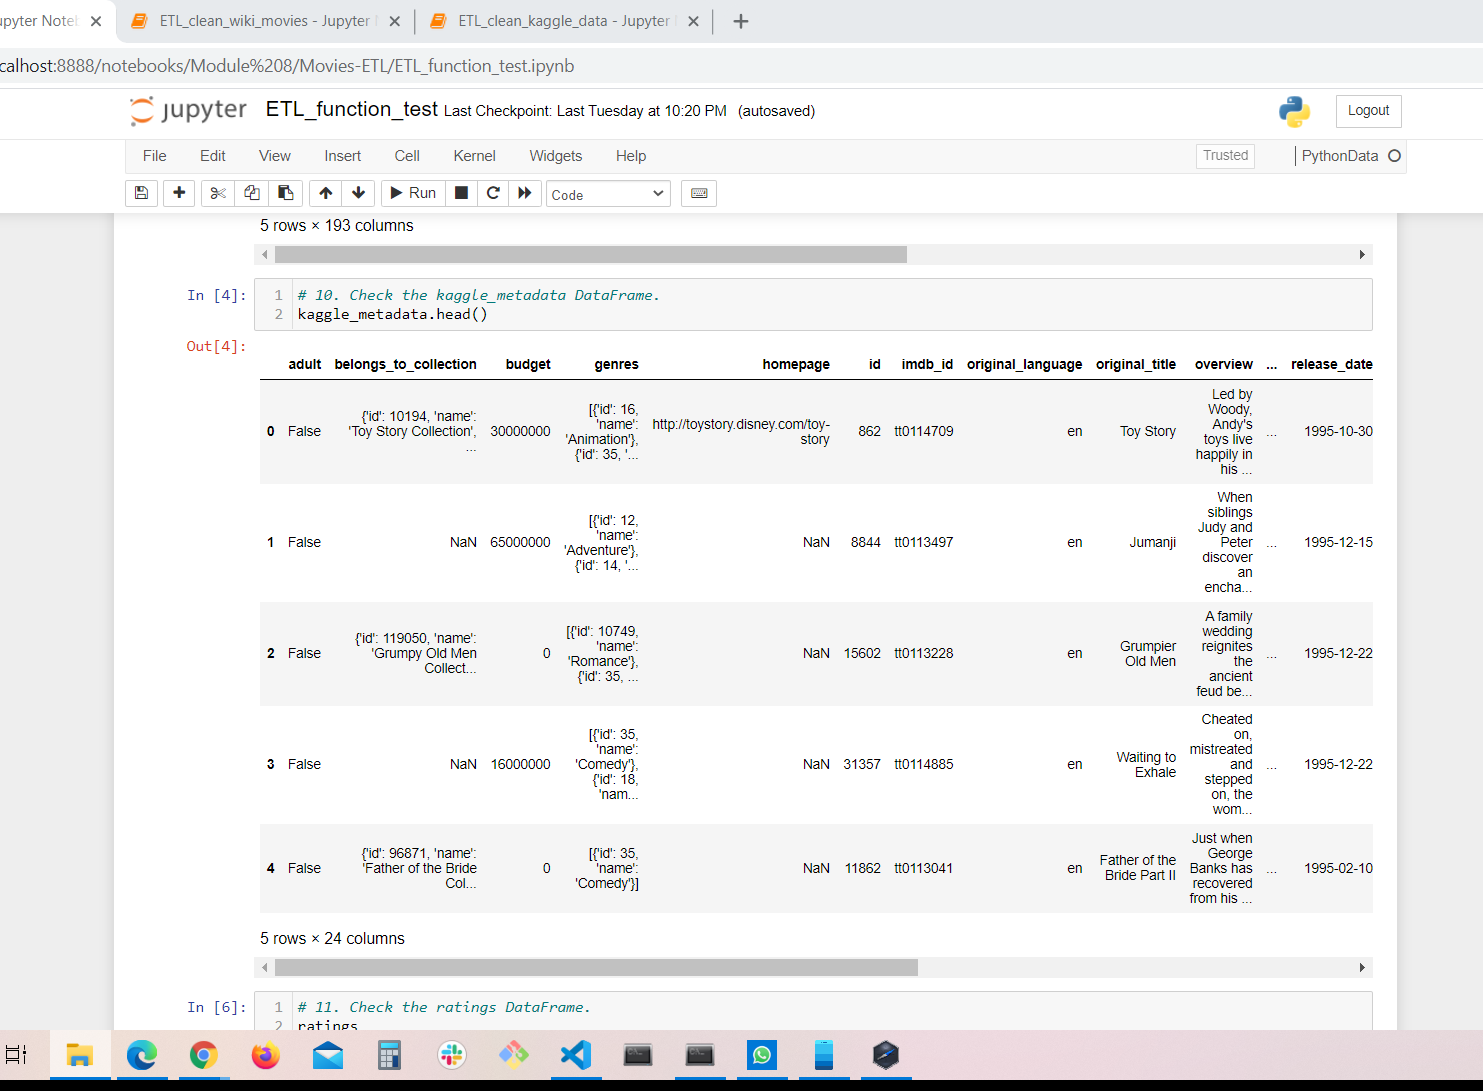 upyter Note
ETL_clean_wiki_movies - Jupyter
ETL_clean_kaggle_data - Jupyter
calhost:8888/notebooks/Module%208/Movies-ETL/ETL_function_test.ipynb
jupyter ETL_function_test Last Checkpoint: Last Tuesday at 10:20 PM (autosaved)
Logout
File Edit View Insert Cell Kernel Widgets Help
Trusted
PythonData
Run
Code
5 rows × 193 columns
In [4]:
1 # 10. Check the kaggle_metadata DataFrame.
2 kaggle_metadata.head()
Out[4]:
adult belongs_to_collection budget genres homepage id imdb_id original_language original_title overview ... release_date
0 False {'id': 10194, 'name': 'Toy Story Collection', ... 30000000 [{'id': 16, 'name': 'Animation'}, {'id': 35, '... http://toystory.disney.com/toy-story 862 tt0114709 en Toy Story Led by Woody, Andy's toys live happily in his ... ... 1995-10-30
1 False NaN 65000000 [{'id': 12, 'name': 'Adventure'}, {'id': 14, '... NaN 8844 tt0113497 en Jumanji When siblings Judy and Peter discover an encha... ... 1995-12-15
2 False {'id': 119050, 'name': 'Grumpy Old Men Collect... 0 [{'id': 10749, 'name': 'Romance'}, {'id': 35, ... NaN 15602 tt0113228 en Grumpier Old Men A family wedding reignites the ancient feud be... ... 1995-12-22
3 False NaN 16000000 [{'id': 35, 'name': 'Comedy'}, {'id': 18, 'nam... NaN 31357 tt0114885 en Waiting to Exhale Cheated on, mistreated and stepped on, the wom... ... 1995-12-22
4 False {'id': 96871, 'name': 'Father of the Bride Col... 0 [{'id': 35, 'name': 'Comedy'}] NaN 11862 tt0113041 en Father of the Bride Part II Just when George Banks has recovered from his ... ... 1995-02-10
5 rows × 24 columns
In [6]:
1 # 11. Check the ratings DataFrame.
2 ratings